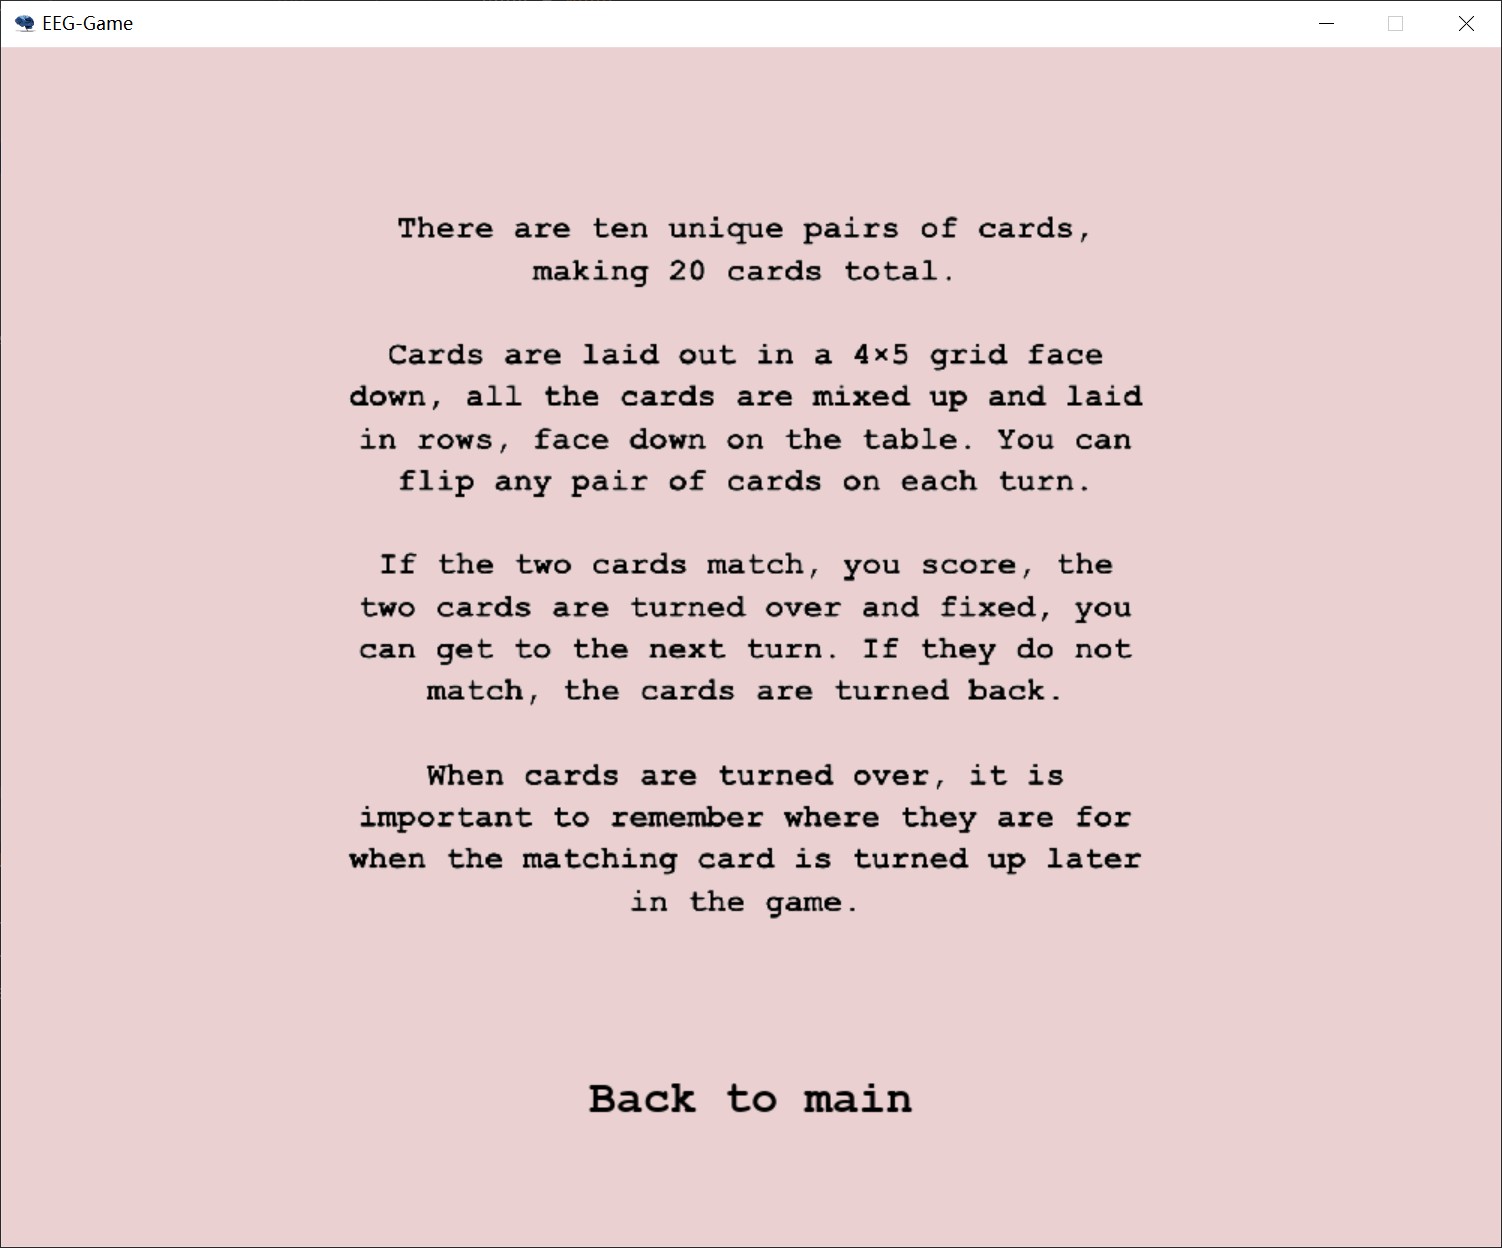 EEG-Game
There are ten unique pairs of cards,
making 20 cards total.
Cards are laid out in a 4×5 grid face
down, all the cards are mixed up and laid
in rows, face down on the table. You can
flip any pair of cards on each turn.
If the two cards match, you score, the
two cards are turned over and fixed, you
can get to the next turn. If they do not
match, the cards are turned back.
When cards are turned over, it is
important to remember where they are for
when the matching card is turned up later
in the game.
Back to main